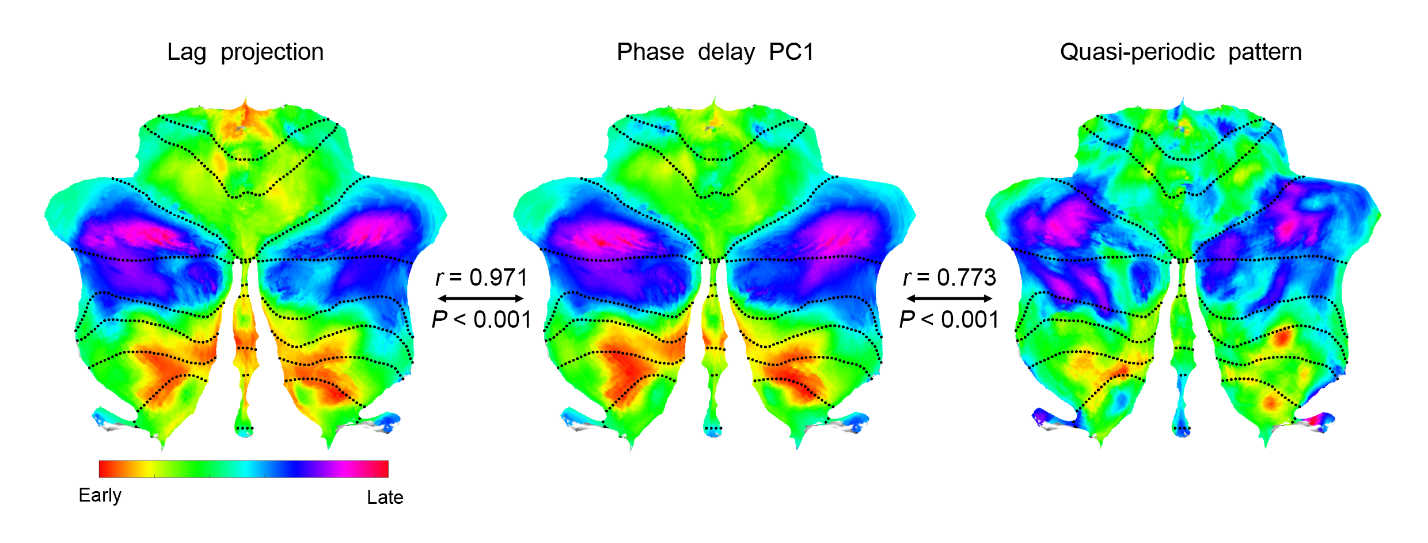 Lag projection
Phase delay PC1
Quasi-periodic pattern
r = 0.971
P < 0.001
r = 0.773
P < 0.001
Early
Late